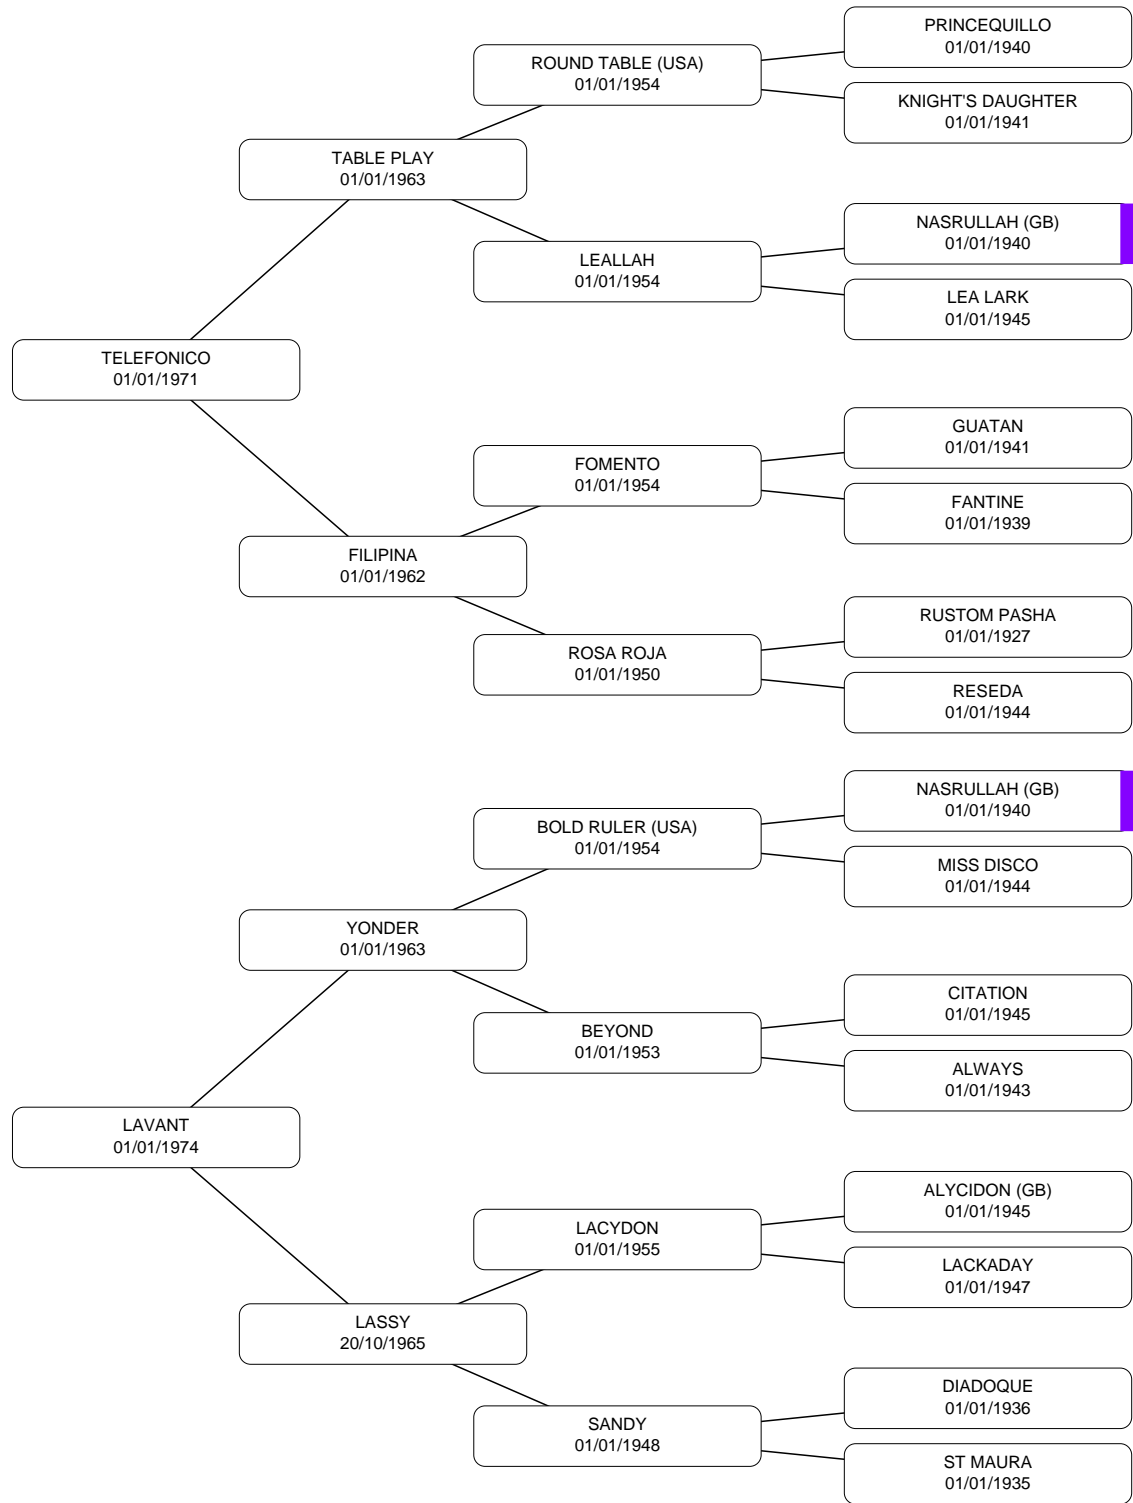 PRINCEQUILLO
01/01/1940
ROUND TABLE (USA)
01/01/1954
KNIGHT'S DAUGHTER
01/01/1941
TABLE PLAY
01/01/1963
NASRULLAH (GB)
01/01/1940
LEALLAH
01/01/1954
LEA LARK
01/01/1945
TELEFONICO
01/01/1971
GUATAN
01/01/1941
FOMENTO
01/01/1954
FANTINE
01/01/1939
FILIPINA
01/01/1962
RUSTOM PASHA
01/01/1927
ROSA ROJA
01/01/1950
RESEDA
01/01/1944
NASRULLAH (GB)
01/01/1940
BOLD RULER (USA)
01/01/1954
MISS DISCO
01/01/1944
YONDER
01/01/1963
CITATION
01/01/1945
BEYOND
01/01/1953
ALWAYS
01/01/1943
LAVANT
01/01/1974
ALYCIDON (GB)
01/01/1945
LACYDON
01/01/1955
LACKADAY
01/01/1947
LASSY
20/10/1965
DIADOQUE
01/01/1936
SANDY
01/01/1948
ST MAURA
01/01/1935